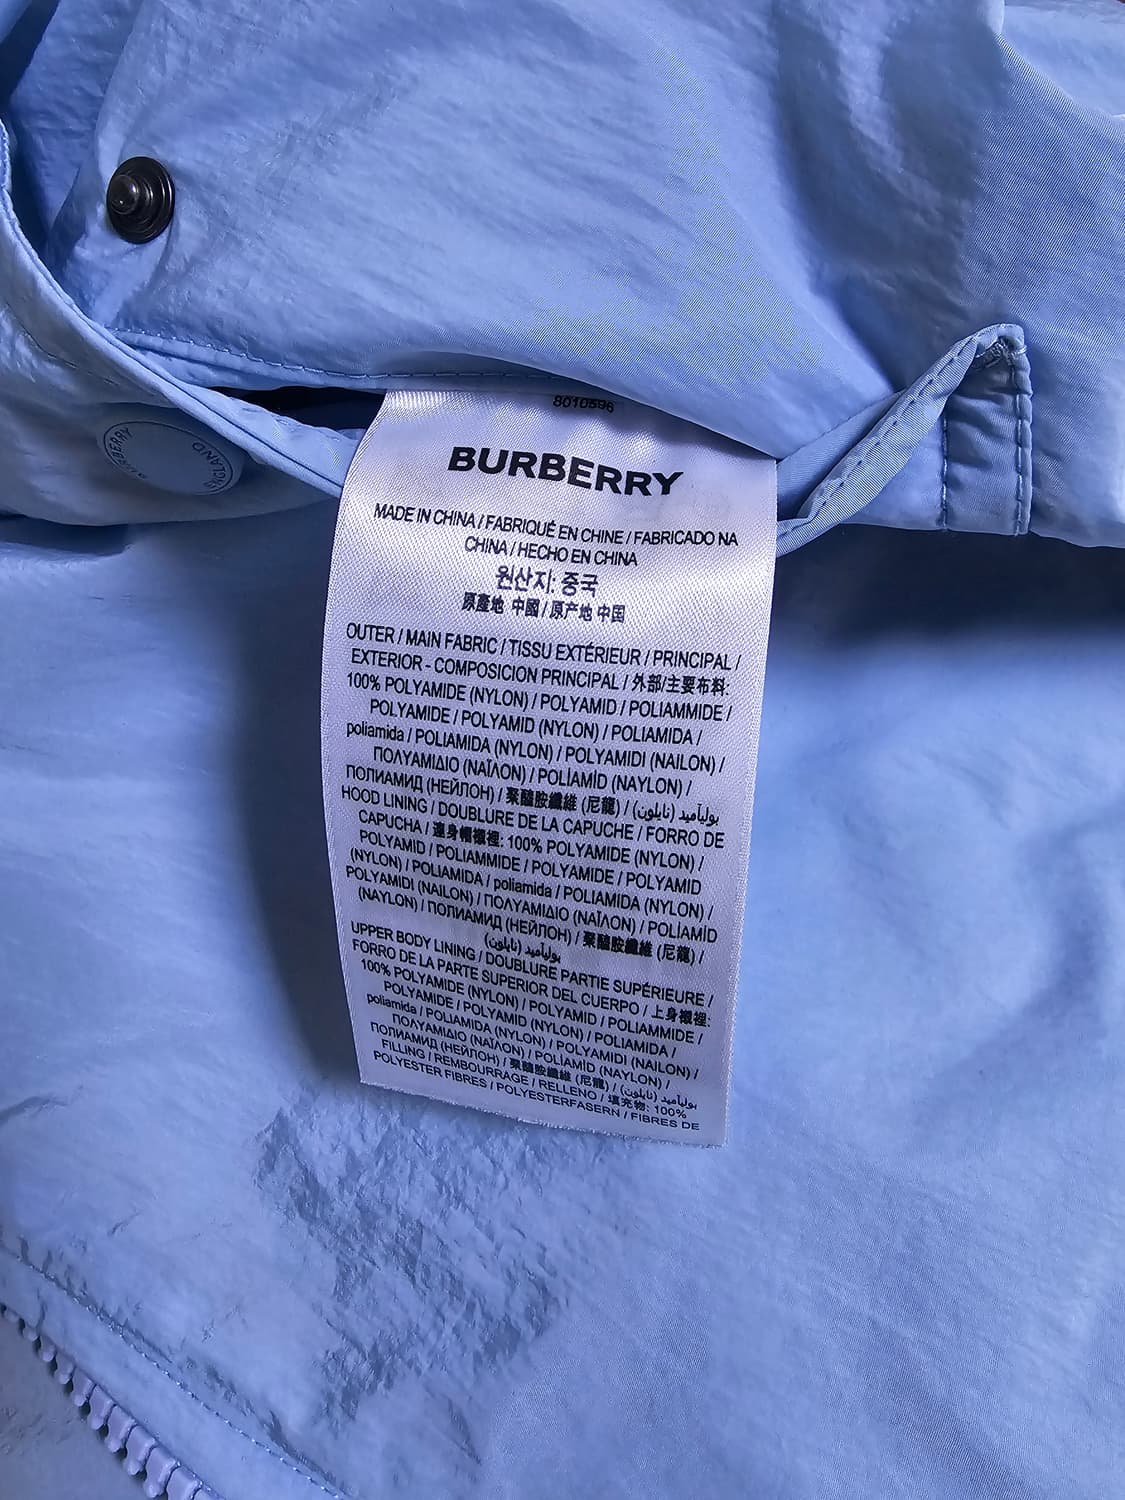 8010596
BURBERRY
MADE IN CHINA / FABRIQUÉ EN CHINE / FABRICADO NA
CHINA / HECHO EN CHINA
원산지: 중국
原產地 中國 / 原产地 中国
OUTER / MAIN FABRIC / TISSU EXTÉRIEUR / PRINCIPAL /
EXTERIOR - COMPOSICION PRINCIPAL / 外部/主要布料:
100% POLYAMIDE (NYLON) / POLYAMID / POLIAMMIDE /
POLYAMIDE / POLYAMID (NYLON) / POLIAMIDA /
poliamida / POLIAMIDA (NYLON) / POLYAMIDI (NAILON) /
ΠΟΛΥΑΜΙΔΙΟ (ΝΑΪΛΟΝ) / POLİAMİD (NAYLON) /
ПОЛИАМИД (НЕЙЛОН) / 聚醯胺纖維 (尼龍) / بوليآميد (نايلون)
HOOD LINING / DOUBLURE DE LA CAPUCHE / FORRO DE
CAPUCHA / 連身帽襯裡: 100% POLYAMIDE (NYLON) /
POLYAMID / POLIAMMIDE / POLYAMIDE / POLYAMID
(NYLON) / POLIAMIDA / poliamida / POLIAMIDA (NYLON) /
POLYAMIDI (NAILON) / ΠΟΛΥΑΜΙΔΙΟ (ΝΑΪΛΟΝ) / POLİAMİD
(NAYLON) / ПОЛИАМИД (НЕЙЛОН) / 聚醯胺纖維 (尼龍) /
بوليآميد (نايلون)
UPPER BODY LINING / DOUBLURE PARTIE SUPÉRIEURE /
FORRO DE LA PARTE SUPERIOR DEL CUERPO / 上身襯裡:
100% POLYAMIDE (NYLON) / POLYAMID / POLIAMMIDE /
POLYAMIDE / POLYAMID (NYLON) / POLIAMIDA /
poliamida / POLIAMIDA (NYLON) / POLYAMIDI (NAILON) /
ΠΟΛΥΑΜΙΔΙΟ (ΝΑΪΛΟΝ) / POLİAMİD (NAYLON) /
ПОЛИАМИД (НЕЙЛОН) / 聚醯胺纖維 (尼龍) / بوليآميد (نايلون)
FILLING / REMBOURRAGE / RELLENO / 填充物: 100%
POLYESTER FIBRES / POLYESTERFASERN / FIBRES DE
BURBERRY
ENGLAND